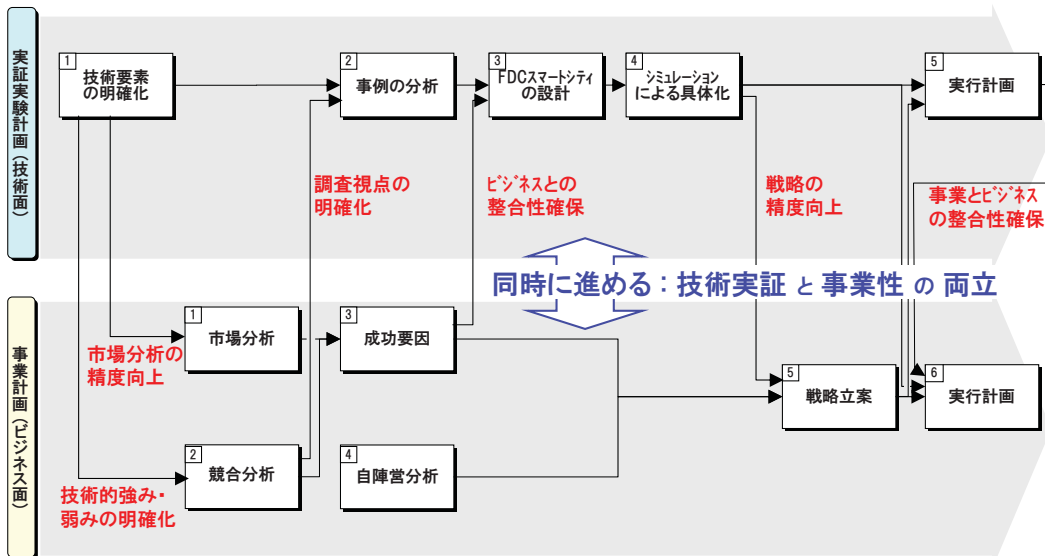 実証実験計画(技術面)
1
技術要素
の明確化
2
事例の分析
3
FDCスマートシティ
の設計
4
シミュレーション
による具体化
5
実行計画
調査視点の
明確化
ビジネスとの
整合性確保
戦略の
精度向上
事業とビジネス
の整合性確保
同時に進める:技術実証 と 事業性 の 両立
事業計画(ビジネス面)
1
市場分析
3
成功要因
市場分析の
精度向上
5
戦略立案
6
実行計画
2
競合分析
4
自陣営分析
技術的強み・
弱みの明確化